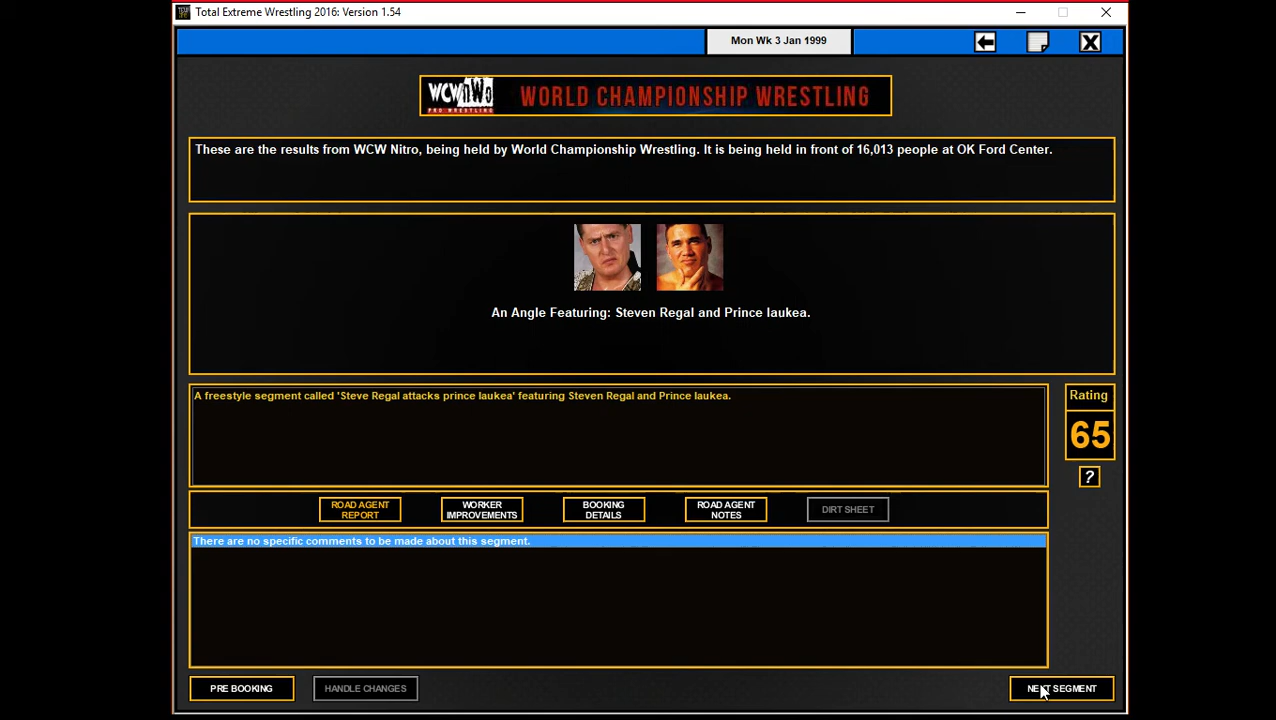 Total Extreme Wrestling 2016: Version 1.54
Mon Wk 3 Jan 1999
WCW nWo
PRO WRESTLING
WORLD CHAMPIONSHIP WRESTLING
These are the results from WCW Nitro, being held by World Championship Wrestling. It is being held in front of 16,013 people at OK Ford Center.
An Angle Featuring: Steven Regal and Prince Iaukea.
A freestyle segment called 'Steve Regal attacks prince Iaukea' featuring Steven Regal and Prince Iaukea.
Rating
65
?
ROAD AGENT REPORT
WORKER IMPROVEMENTS
BOOKING DETAILS
ROAD AGENT NOTES
DIRT SHEET
There are no specific comments to be made about this segment.
PRE BOOKING
HANDLE CHANGES
NEXT SEGMENT